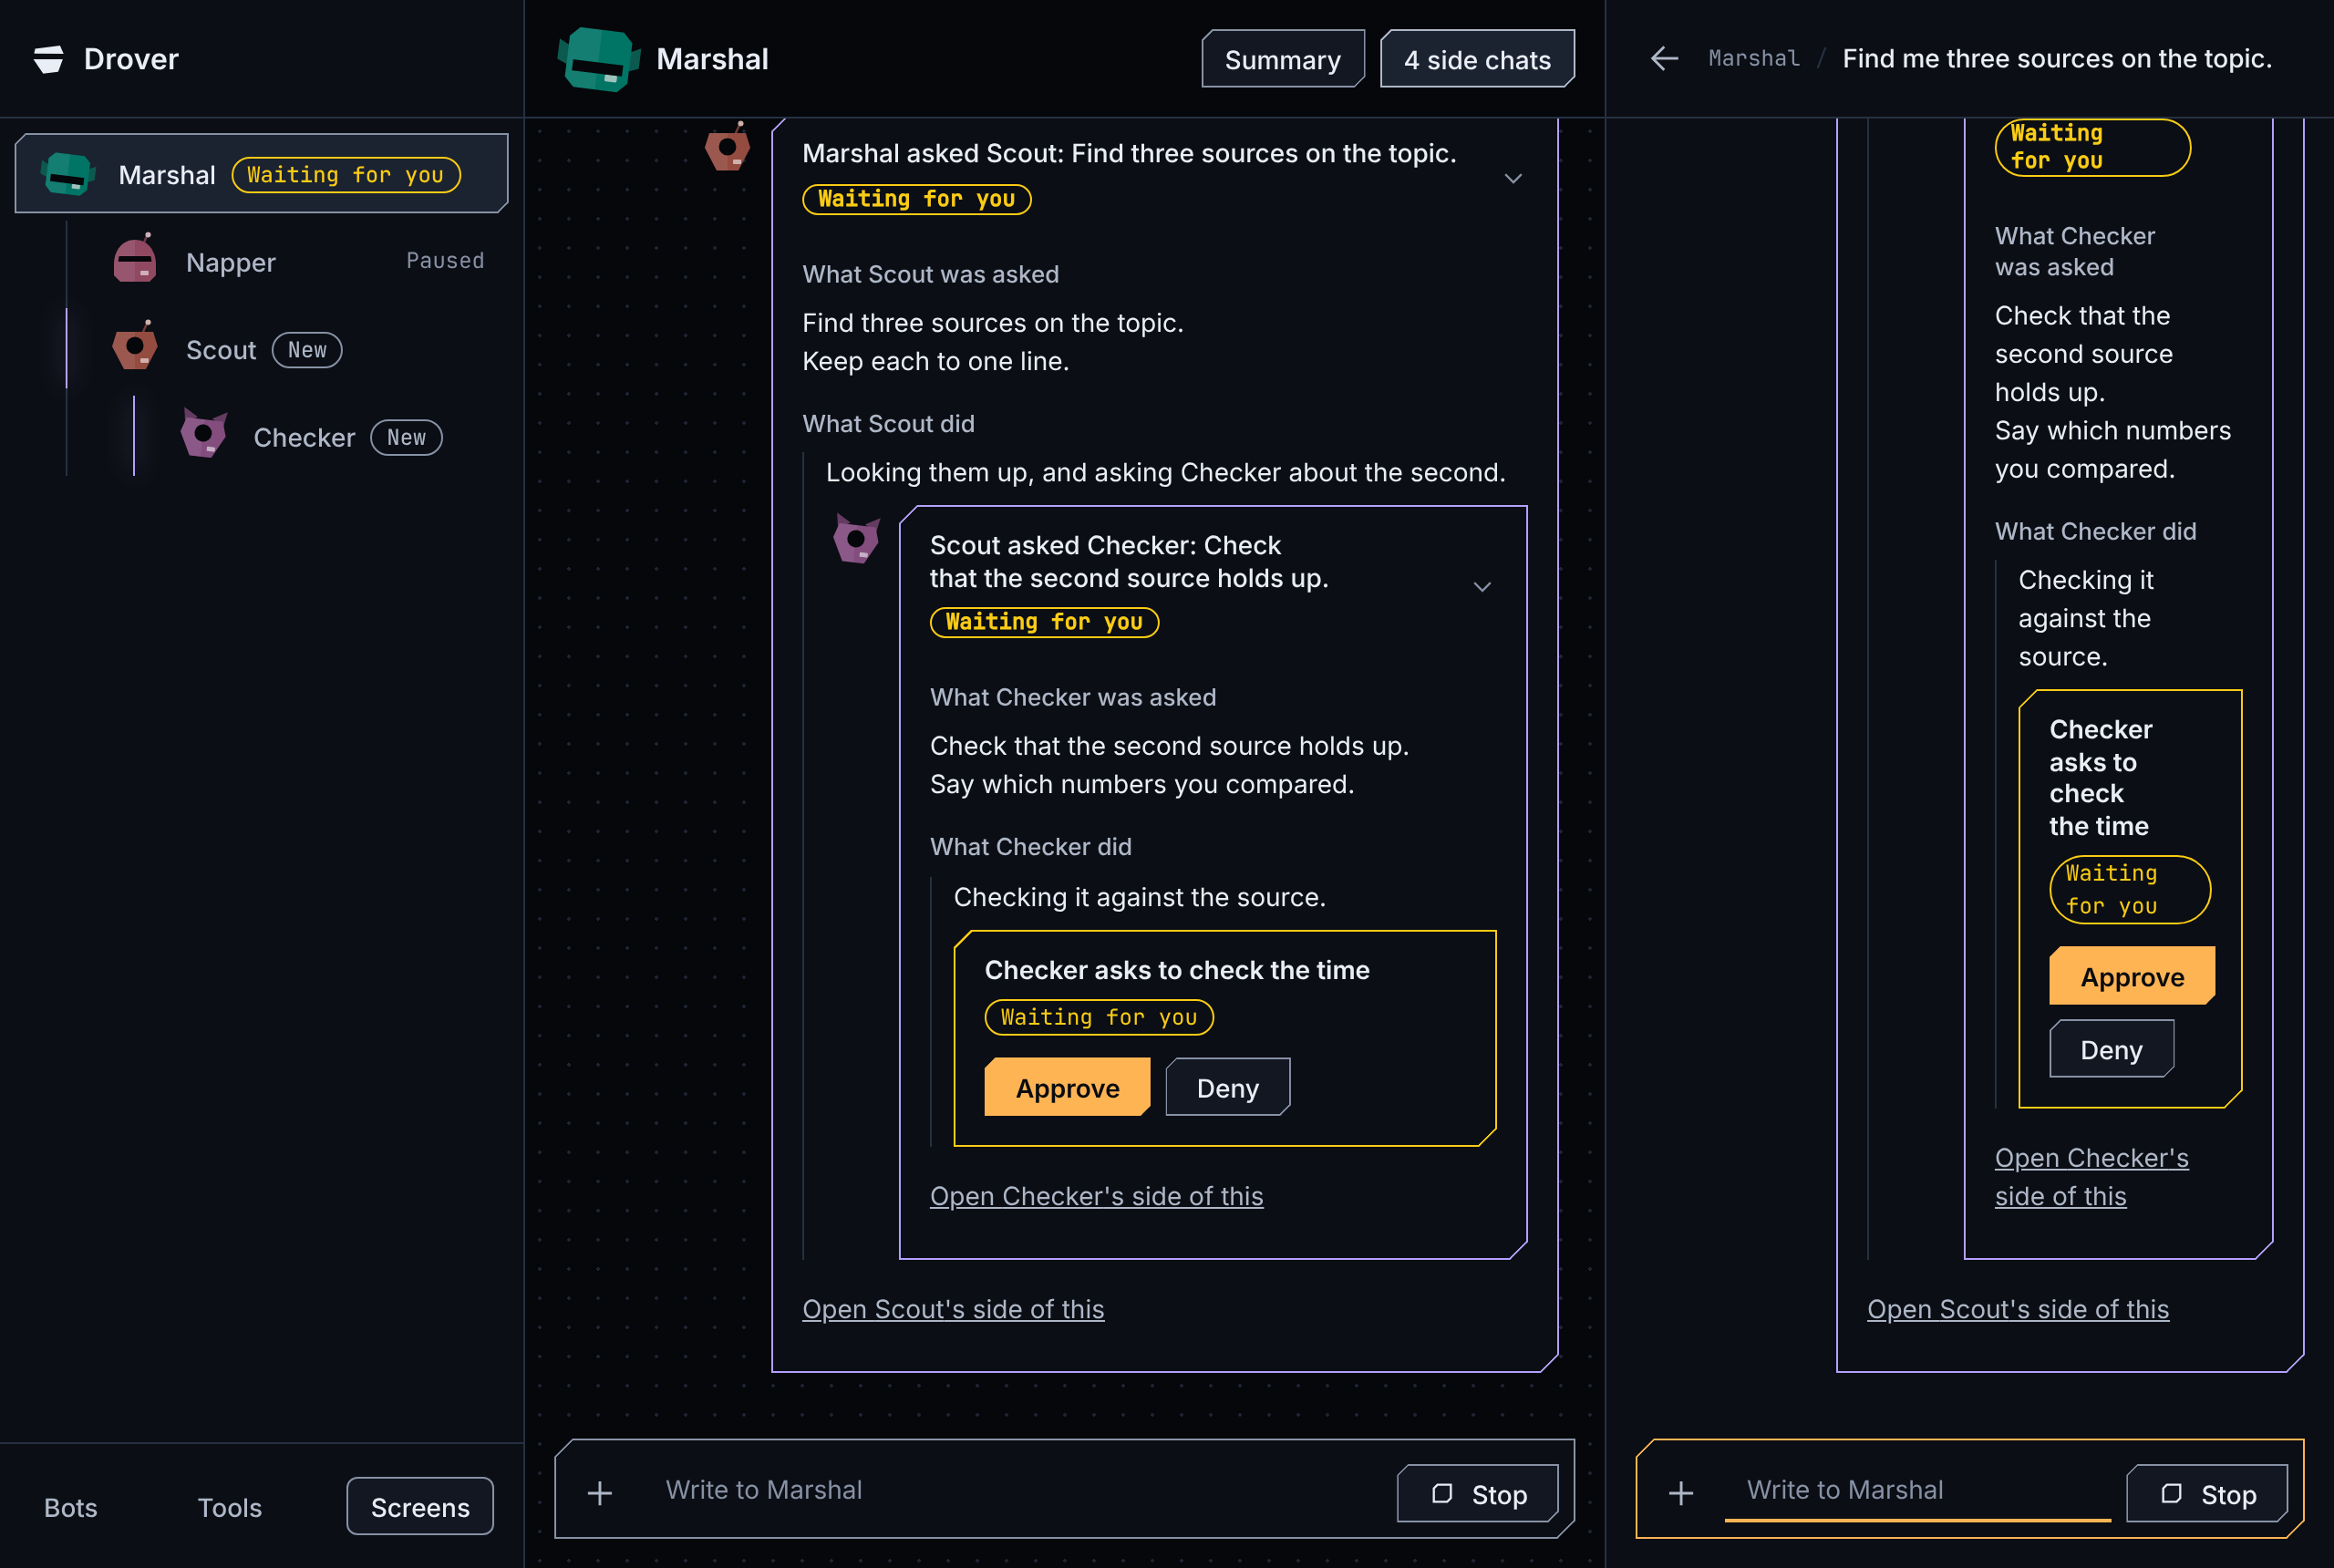 Drover
Marshal Waiting for you
Napper Paused
Scout New
Checker New
Bots Tools Screens
Marshal Summary 4 side chats
Marshal asked Scout: Find three sources on the topic.
Waiting for you
What Scout was asked
Find three sources on the topic.
Keep each to one line.
What Scout did
Looking them up, and asking Checker about the second.
Scout asked Checker: Check
that the second source holds up.
Waiting for you
What Checker was asked
Check that the second source holds up.
Say which numbers you compared.
What Checker did
Checking it against the source.
Checker asks to check the time
Waiting for you
Approve Deny
Open Checker's side of this
Open Scout's side of this
Write to Marshal Stop
Marshal / Find me three sources on the topic.
Waiting
for you
What Checker
was asked
Check that the
second source
holds up.
Say which numbers
you compared.
What Checker did
Checking it
against the
source.
Checker
asks to
check
the time
Waiting
for you
Approve
Deny
Open Checker's
side of this
Open Scout's side of this
Write to Marshal Stop